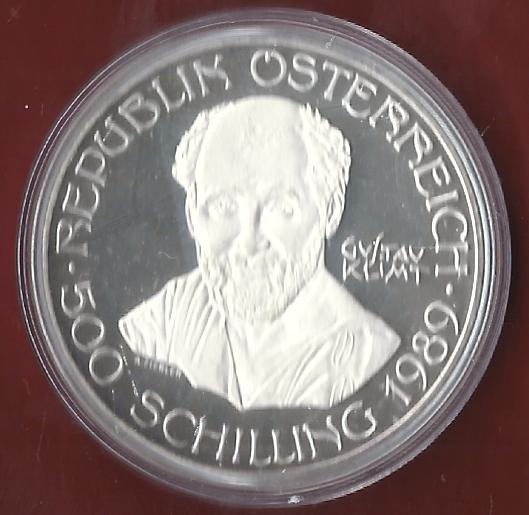 REPUBLIK ÖSTERREICH
GUSTAV
KLIMT
500 SCHILLING 1989